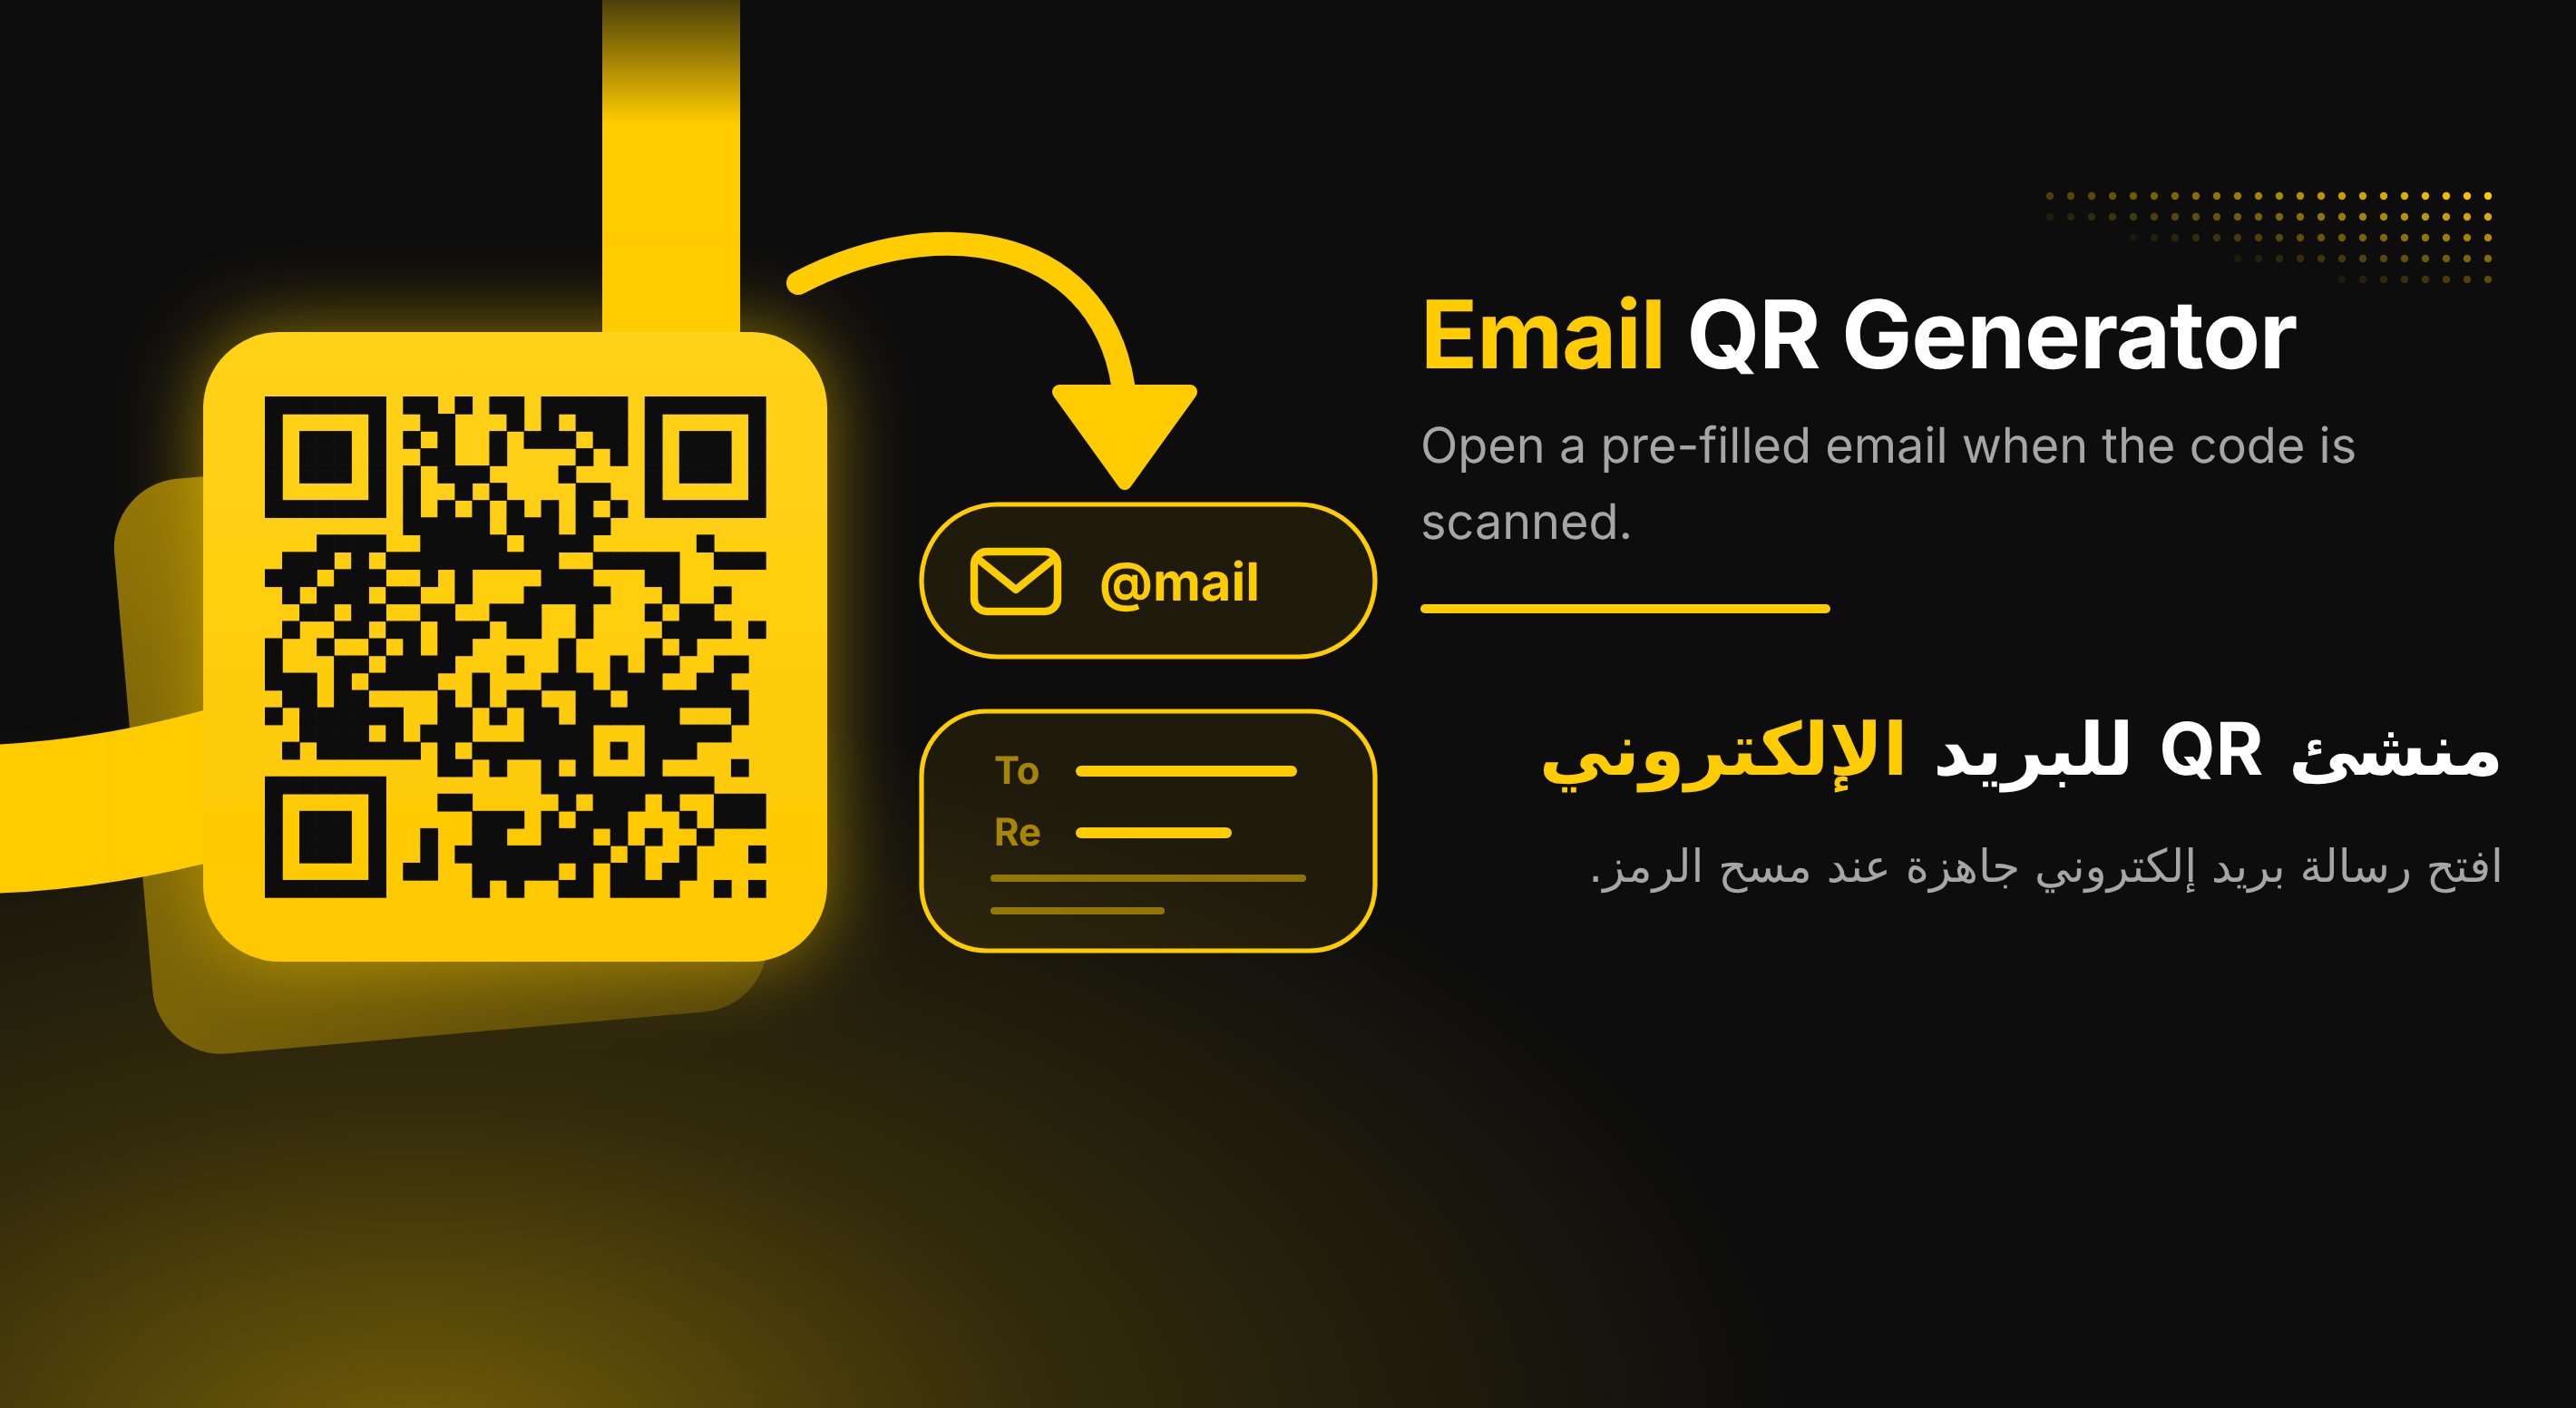 Email QR Generator
Open a pre-filled email when the code is
scanned.
@mail
To
Re
منشئ QR للبريد الإلكتروني
افتح رسالة بريد إلكتروني جاهزة عند مسح الرمز.